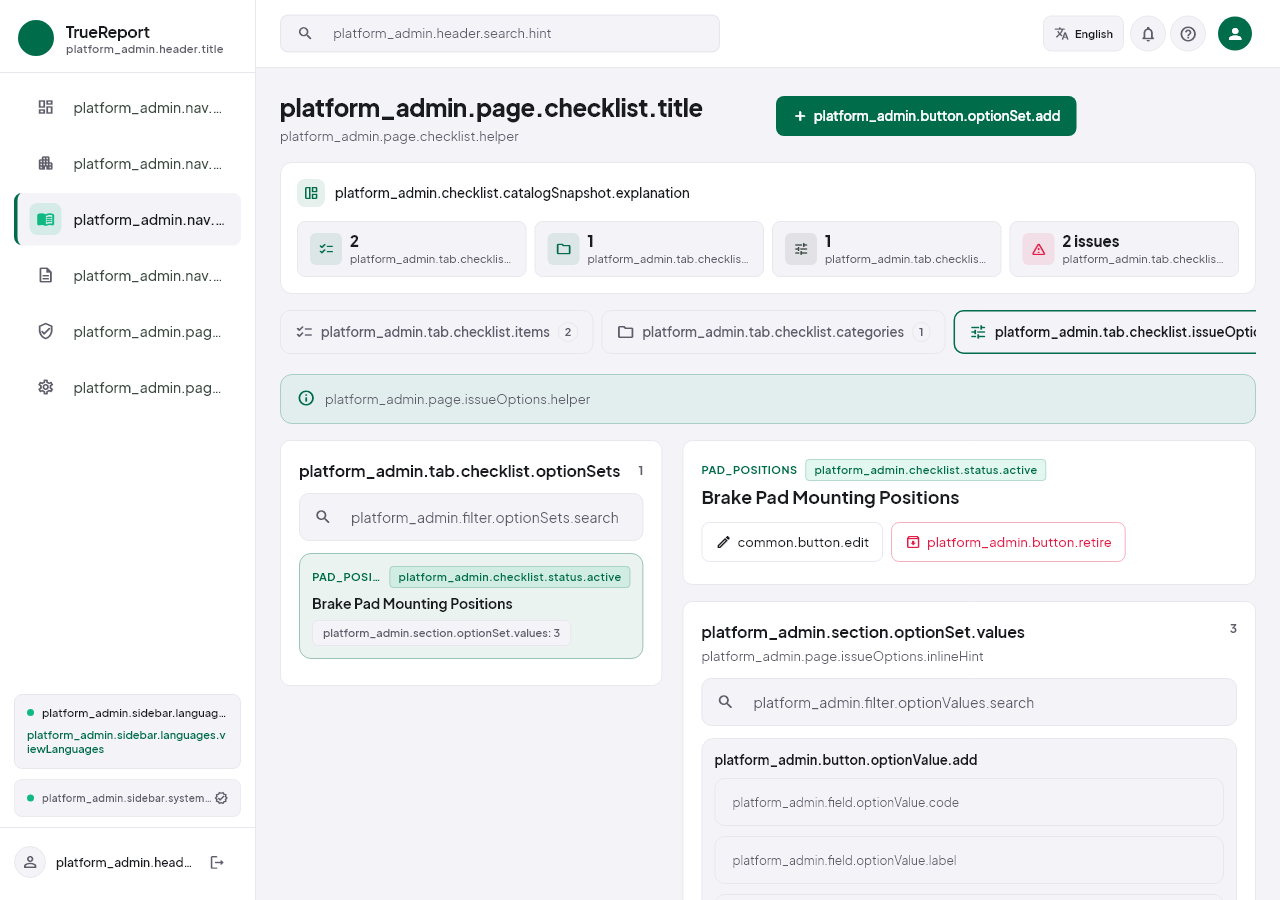 TrueReport
platform_admin.header.title
platform_admin.header.search.hint
English
platform_admin.nav....
platform_admin.nav....
platform_admin.nav....
platform_admin.nav....
platform_admin.pag...
platform_admin.pag...
platform_admin.sidebar.languag...
platform_admin.sidebar.languages.v
iewLanguages
platform_admin.sidebar.system...
platform_admin.head...
platform_admin.page.checklist.title
platform_admin.page.checklist.helper
+ platform_admin.button.optionSet.add
platform_admin.checklist.catalogSnapshot.explanation
2
platform_admin.tab.checklis...
1
platform_admin.tab.checklis...
1
platform_admin.tab.checklis...
2 issues
platform_admin.tab.checklis...
platform_admin.tab.checklist.items 2
platform_admin.tab.checklist.categories 1
platform_admin.tab.checklist.issueOptio
platform_admin.page.issueOptions.helper
platform_admin.tab.checklist.optionSets 1
platform_admin.filter.optionSets.search
PAD_POSI... platform_admin.checklist.status.active
Brake Pad Mounting Positions
platform_admin.section.optionSet.values: 3
PAD_POSITIONS platform_admin.checklist.status.active
Brake Pad Mounting Positions
common.button.edit
platform_admin.button.retire
platform_admin.section.optionSet.values 3
platform_admin.page.issueOptions.inlineHint
platform_admin.filter.optionValues.search
platform_admin.button.optionValue.add
platform_admin.field.optionValue.code
platform_admin.field.optionValue.label